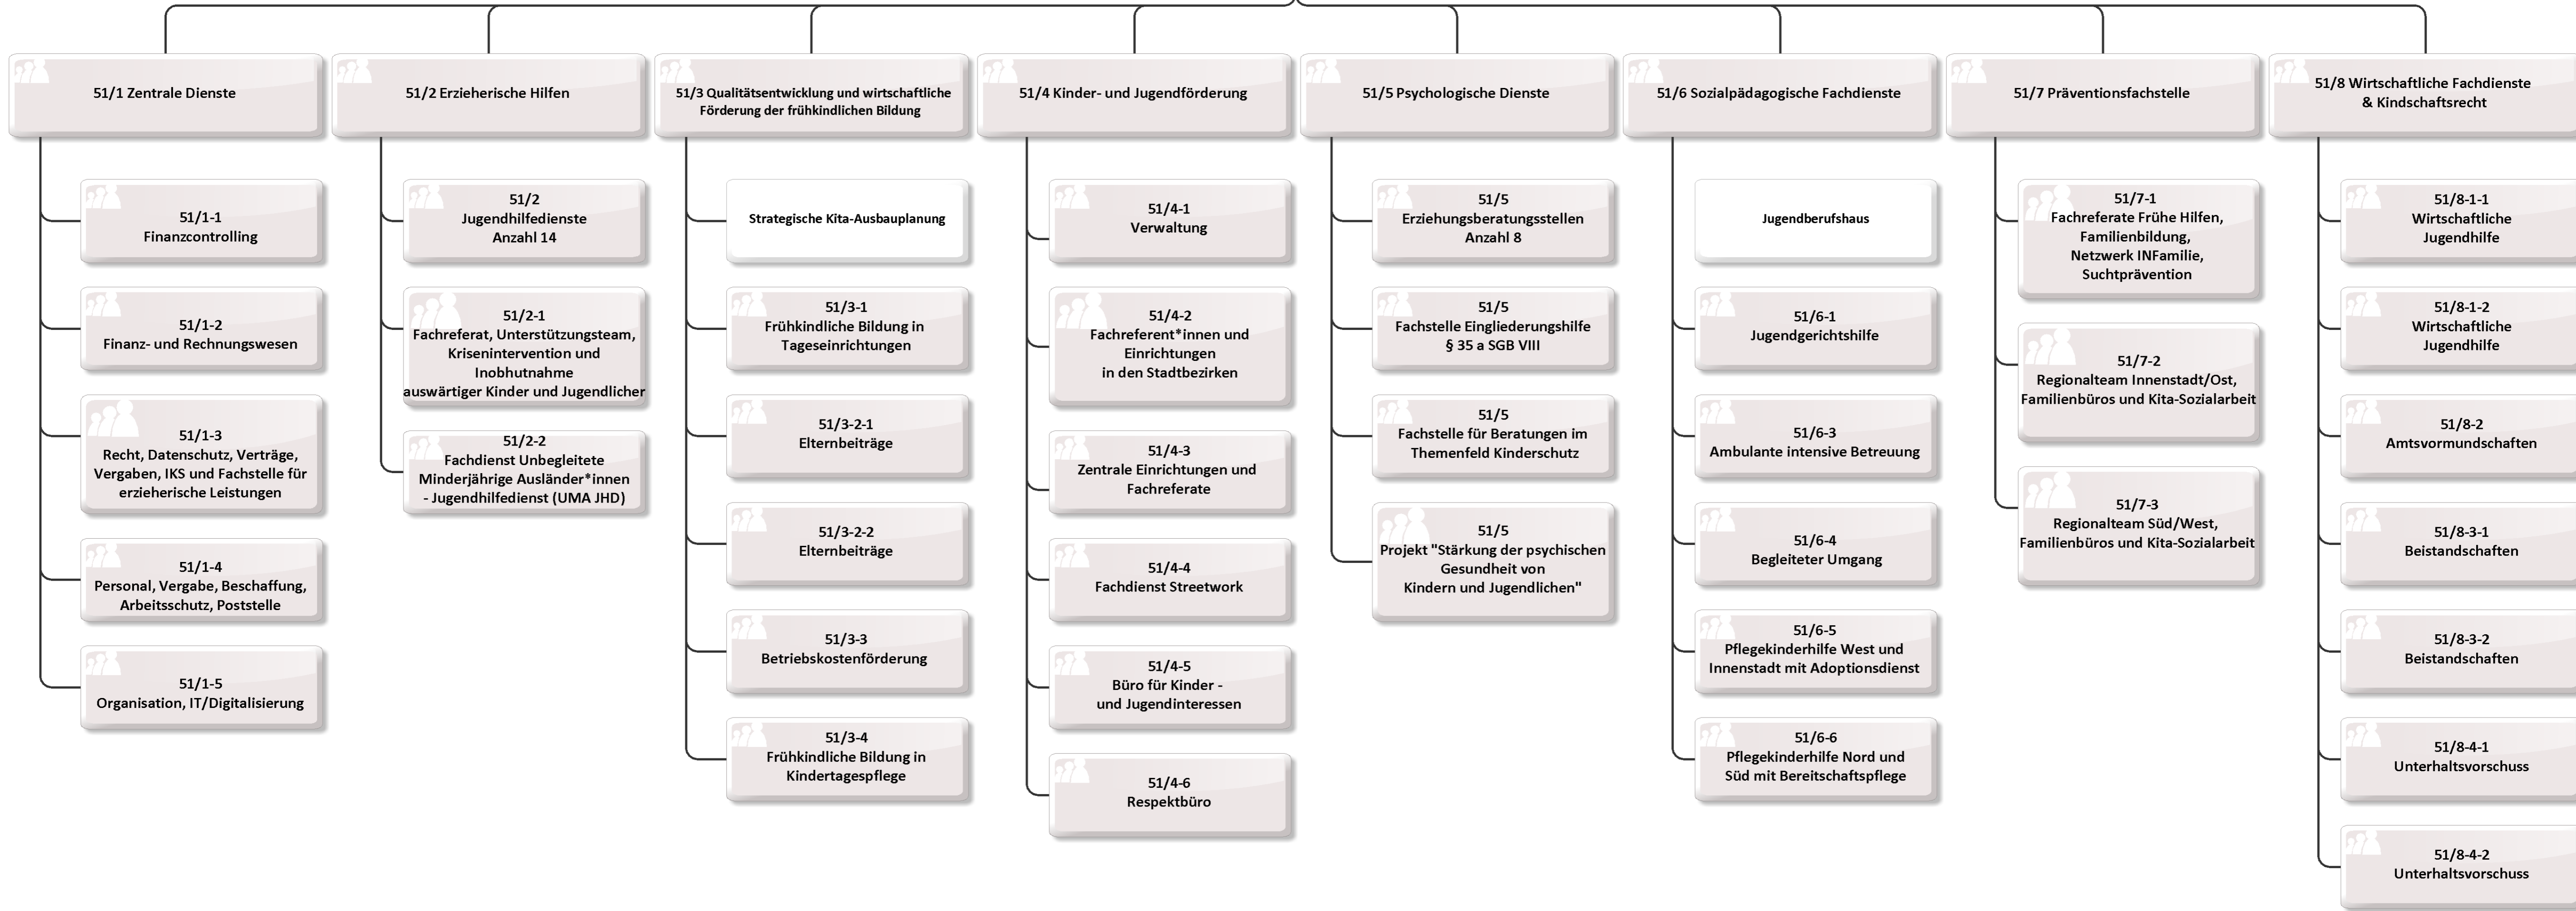 51/1 Zentrale Dienste
51/1-1
Finanzcontrolling
51/1-2
Finanz- und Rechnungswesen
51/1-3
Recht, Datenschutz, Verträge,
Vergaben, IKS und Fachstelle für
erzieherische Leistungen
51/1-4
Personal, Vergabe, Beschaffung,
Arbeitsschutz, Poststelle
51/1-5
Organisation, IT/Digitalisierung
51/2 Erzieherische Hilfen
51/2
Jugendhilfedienste
Anzahl 14
51/2-1
Fachreferat, Unterstützungsteam,
Krisenintervention und
Inobhutnahme
auswärtiger Kinder und Jugendlicher
51/2-2
Fachdienst Unbegleitete
Minderjährige Ausländer*innen
- Jugendhilfedienst (UMA JHD)
51/3 Qualitätsentwicklung und wirtschaftliche
Förderung der frühkindlichen Bildung
Strategische Kita-Ausbauplanung
51/3-1
Frühkindliche Bildung in
Tageseinrichtungen
51/3-2-1
Elternbeiträge
51/3-2-2
Elternbeiträge
51/3-3
Betriebskostenförderung
51/3-4
Frühkindliche Bildung in
Kindertagespflege
51/4 Kinder- und Jugendförderung
51/4-1
Verwaltung
51/4-2
Fachreferent*innen und
Einrichtungen
in den Stadtbezirken
51/4-3
Zentrale Einrichtungen und
Fachreferate
51/4-4
Fachdienst Streetwork
51/4-5
Büro für Kinder -
und Jugendinteressen
51/4-6
Respektbüro
51/5 Psychologische Dienste
51/5
Erziehungsberatungsstellen
Anzahl 8
51/5
Fachstelle Eingliederungshilfe
§ 35 a SGB VIII
51/5
Fachstelle für Beratungen im
Themenfeld Kinderschutz
51/5
Projekt "Stärkung der psychischen
Gesundheit von
Kindern und Jugendlichen"
51/6 Sozialpädagogische Fachdienste
Jugendberufshaus
51/6-1
Jugendgerichtshilfe
51/6-3
Ambulante intensive Betreuung
51/6-4
Begleiteter Umgang
51/6-5
Pflegekinderhilfe West und
Innenstadt mit Adoptionsdienst
51/6-6
Pflegekinderhilfe Nord und
Süd mit Bereitschaftspflege
51/7 Präventionsfachstelle
51/7-1
Fachreferate Frühe Hilfen,
Familienbildung,
Netzwerk INFamilie,
Suchtprävention
51/7-2
Regionalteam Innenstadt/Ost,
Familienbüros und Kita-Sozialarbeit
51/7-3
Regionalteam Süd/West,
Familienbüros und Kita-Sozialarbeit
51/8 Wirtschaftliche Fachdienste
& Kindschaftsrecht
51/8-1-1
Wirtschaftliche
Jugendhilfe
51/8-1-2
Wirtschaftliche
Jugendhilfe
51/8-2
Amtsvormundschaften
51/8-3-1
Beistandschaften
51/8-3-2
Beistandschaften
51/8-4-1
Unterhaltsvorschuss
51/8-4-2
Unterhaltsvorschuss